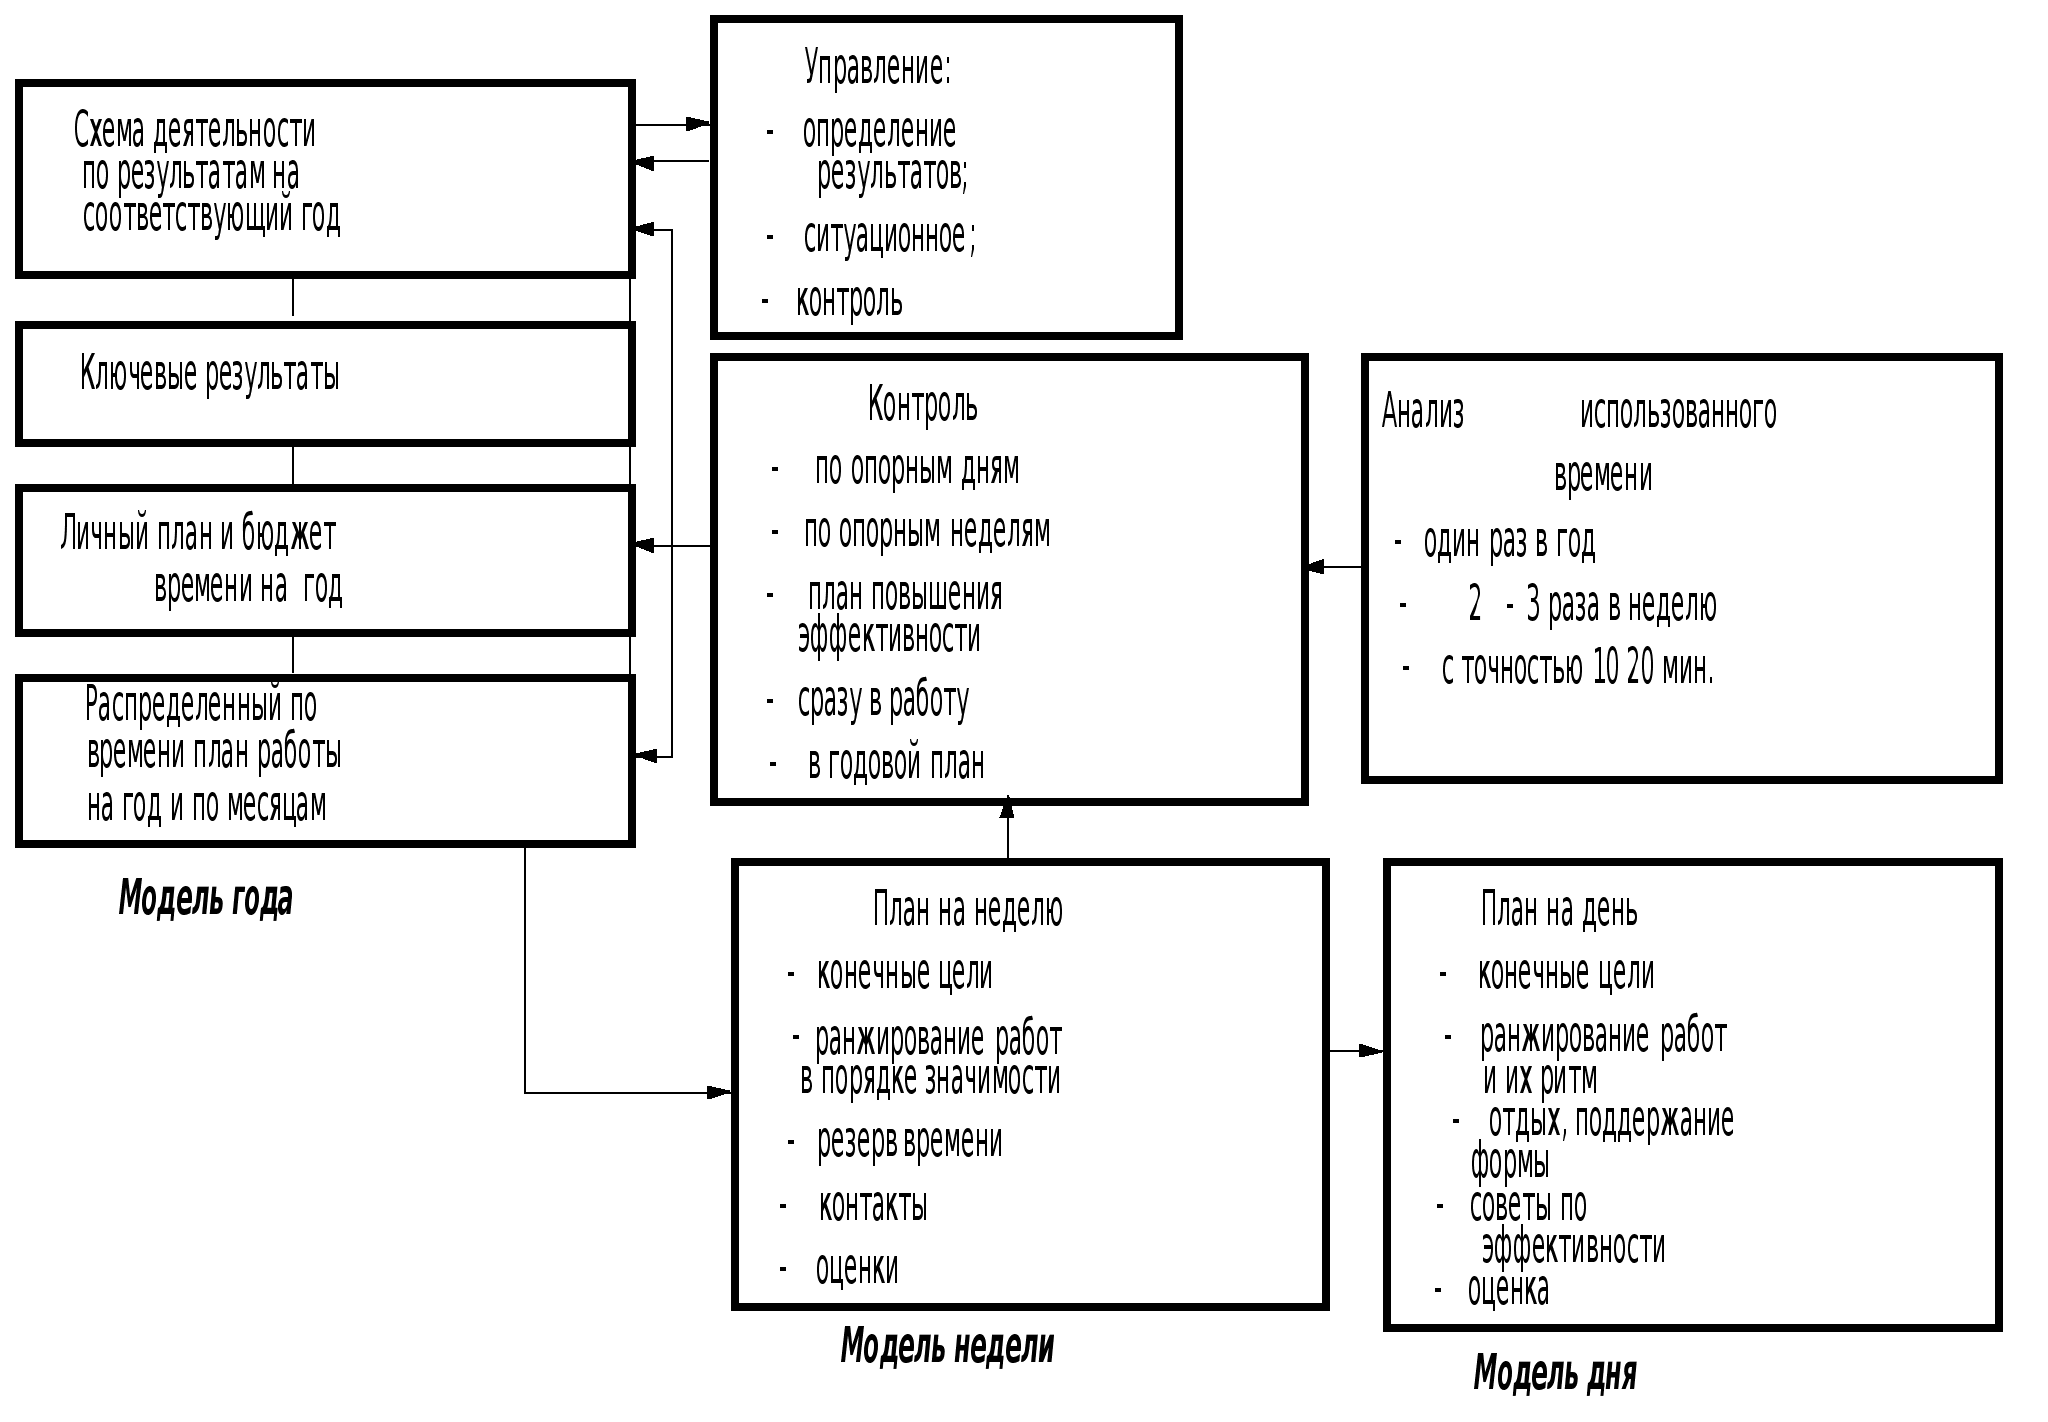 Схема деятельности
по результатам на
соответствующий год
Ключевые результаты
Личный план и бюджет
времени на год
Распределенный по
времени план работы
на год и по месяцам
Модель года
Управление:
- определение
результатов;
- ситуационное;
- контроль
Контроль
- по опорным дням
- по опорным неделям
- план повышения
эффективности
- сразу в работу
- в годовой план
Анализ использованного
времени
- один раз в год
- 2 - 3 раза в неделю
- с точностью 10 20 мин.
План на неделю
- конечные цели
- ранжирование работ
в порядке значимости
- резерв времени
- контакты
- оценки
Модель недели
План на день
- конечные цели
- ранжирование работ
и их ритм
- отдых, поддержание
формы
- советы по
эффективности
- оценка
Модель дня